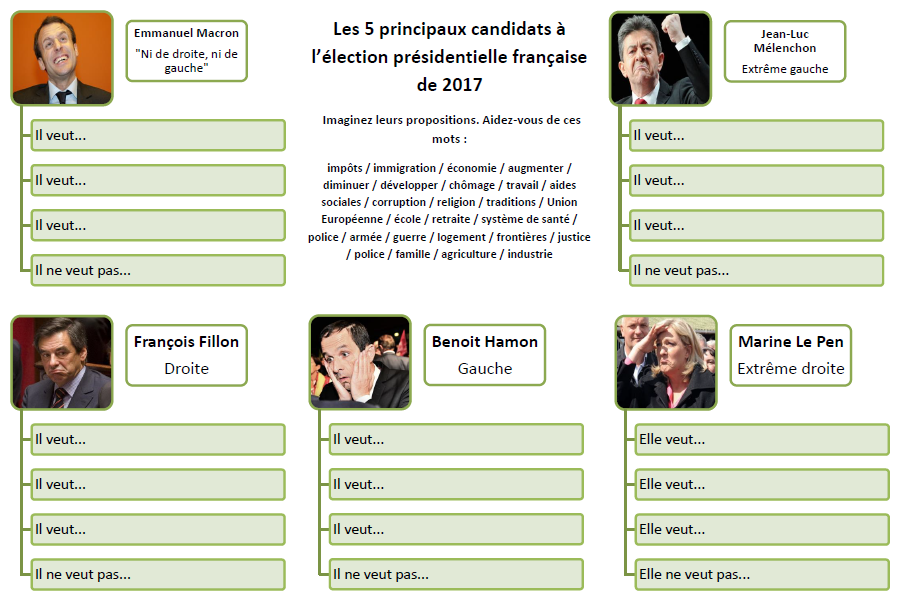 Emmanuel Macron
"Ni de droite, ni de
gauche"
Il veut...
Il veut...
Il veut...
Il ne veut pas...
Les 5 principaux candidats à
l’élection présidentielle française
de 2017
Imaginez leurs propositions. Aidez-vous de ces
mots :
impôts / immigration / économie / augmenter /
diminuer / développer / chômage / travail / aides
sociales / corruption / religion / traditions / Union
Européenne / école / retraite / système de santé /
police / armée / guerre / logement / frontières / justice
/ police / famille / agriculture / industrie
Jean-Luc
Mélenchon
Extrême gauche
Il veut...
Il veut...
Il veut...
Il ne veut pas...
François Fillon
Droite
Il veut...
Il veut...
Il veut...
Il ne veut pas...
Benoit Hamon
Gauche
Il veut...
Il veut...
Il veut...
Il ne veut pas...
Marine Le Pen
Extrême droite
Elle veut...
Elle veut...
Elle veut...
Elle ne veut pas...